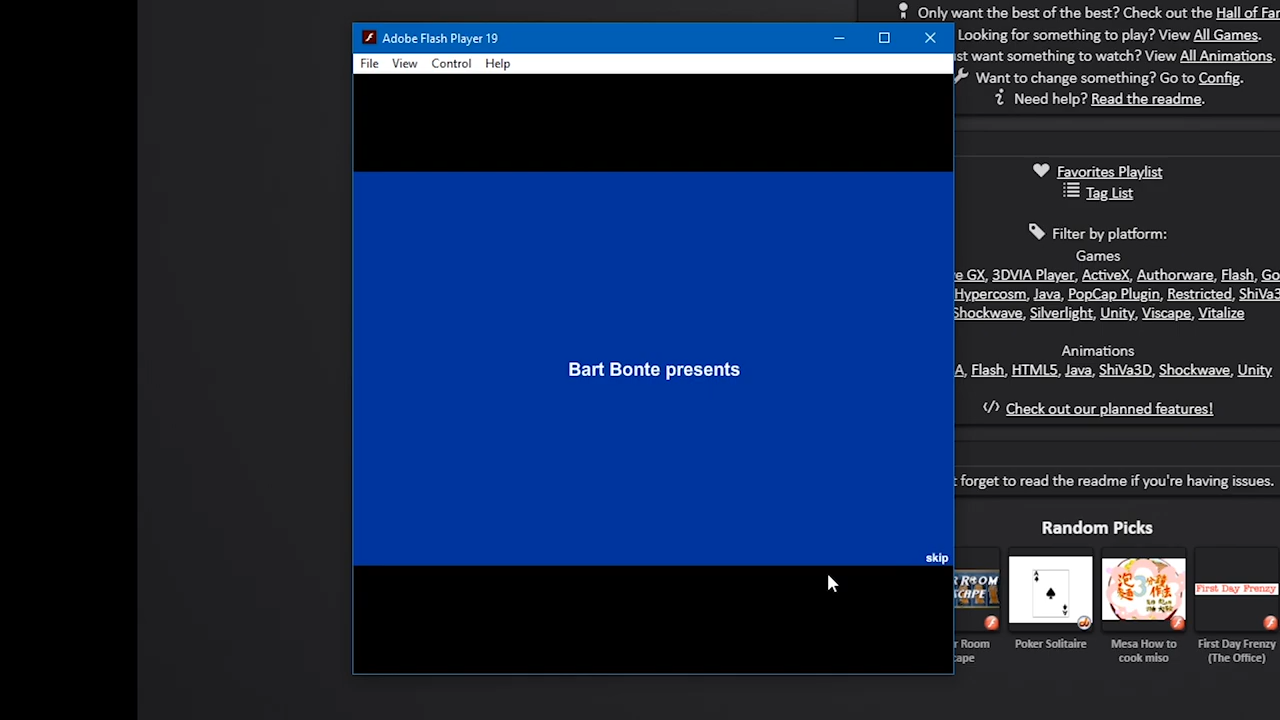 Adobe Flash Player 19
File View Control Help
Bart Bonte presents
skip
Only want the best of the best? Check out the Hall of
Looking for something to play? View All Games.
want something to watch? View All Animations.
Want to change something? Go to Config.
Need help? Read the readme.
Favorites Playlist
Tag List
Filter by platform:
Games
GX, 3DVIA Player, ActiveX, Authorware, Flash,
Hypercosm, Java, PopCap Plugin, Restricted,
Shockwave, Silverlight, Unity, Viscape, Vitalize
Animations
Flash, HTML5, Java, ShiVa3D, Shockwave, Unity
Check out our planned features!
forget to read the readme if you're having issues.
Random Picks
Room
Poker Solitaire
Mesa How to
cook miso
First Day Frenzy
First Day Frenzy
(The Office)